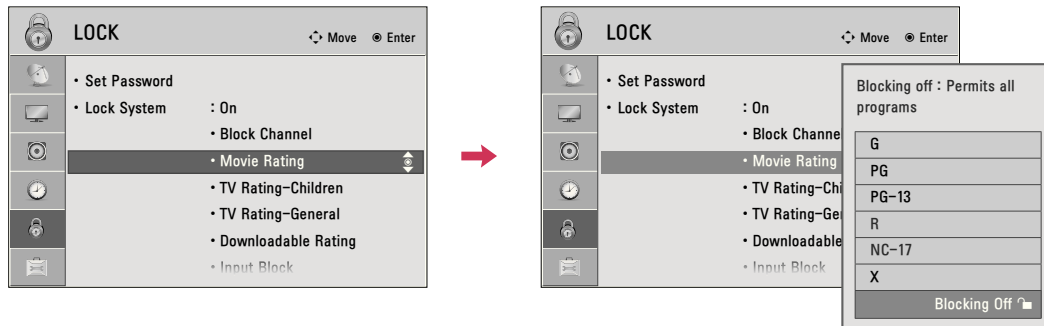 LOCK
Move Enter
• Set Password
• Lock System : On
• Block Channel
• Movie Rating
• TV Rating-Children
• TV Rating-General
• Downloadable Rating
• Input Block
LOCK
Move Enter
• Set Password
• Lock System : On
• Block Channe
• Movie Rating
• TV Rating-Chi
• TV Rating-Ge
• Downloadable
• Input Block
Blocking off : Permits all
programs
G
PG
PG-13
R
NC-17
X
Blocking Off